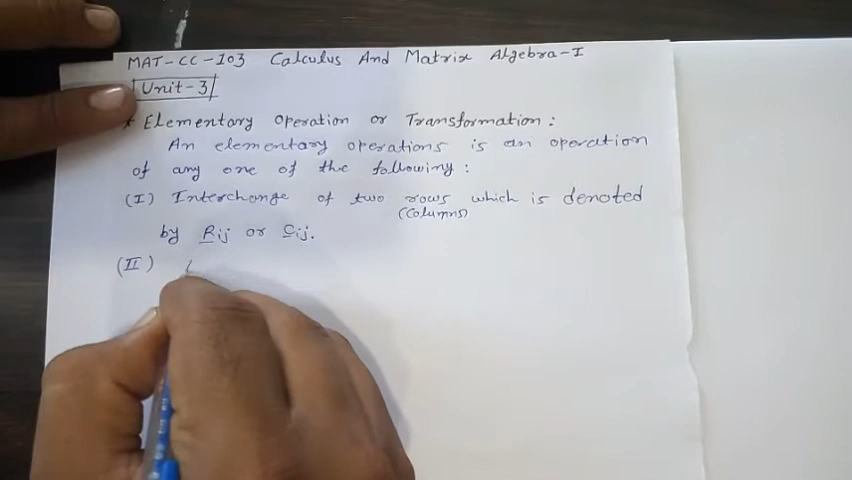 MAT-CC-103 Calculus And Matrix Algebra-I
Unit-3
* Elementary Operation or Transformation:
An elementary operations is an operation
of any one of the following:
(I) Interchange of two rows which is denoted
(Columns)
by Rij or Cij.
(II)